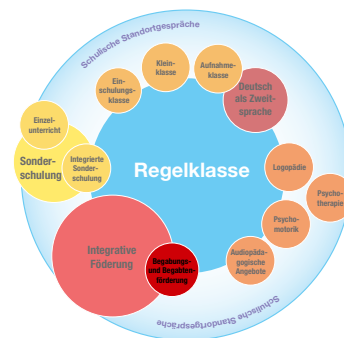 Schulische Standortgespräche
Klein-
klasse
Aufnahme-
klasse
Ein-
schulungs-
klasse
Deutsch
als Zweit-
sprache
Einzel-
unterricht
Sonder-
schulung
Integrierte
Sonder-
schulung
Regelklasse
Logopädie
Psycho-
therapie
Psycho-
motorik
Integrative
Föderung
Regabungs-
und Begabten-
förderung
Audiopäda-
gogische
Angebote
Schulische Standortgespräche